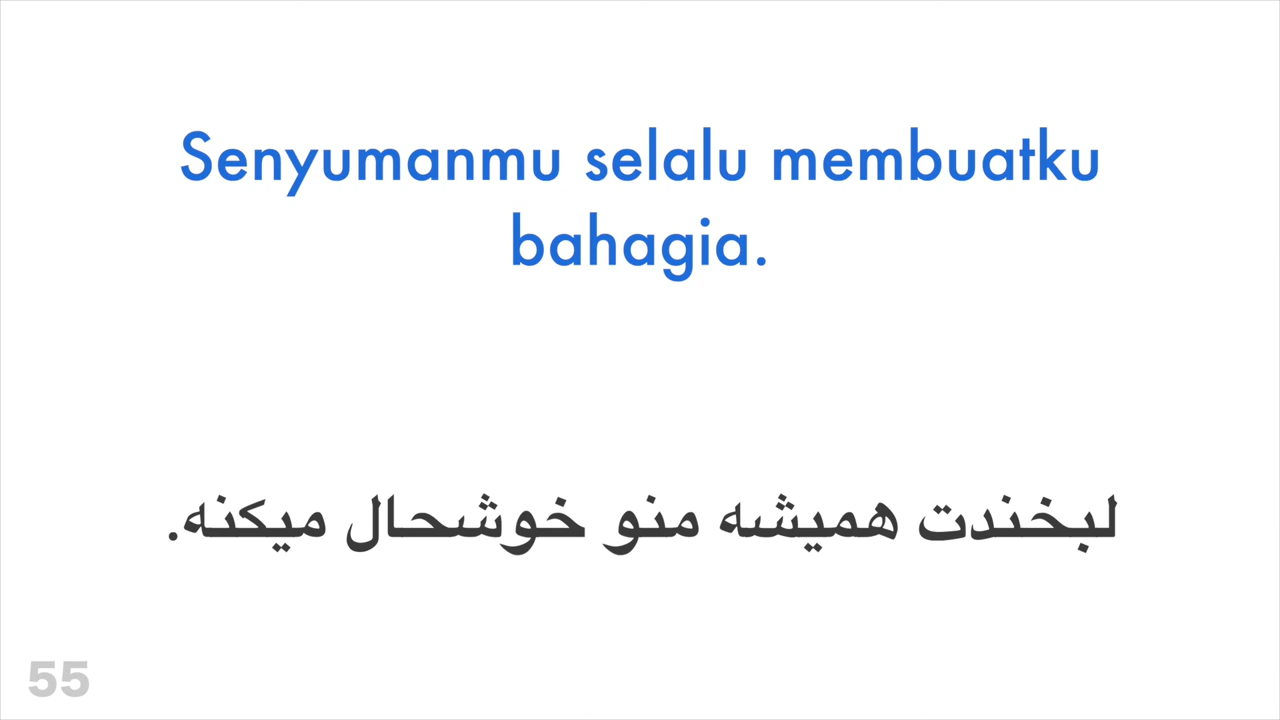 Senyumanmu selalu membuatku
bahagia.
لبخندت همیشه منو خوشحال میکنه.
55